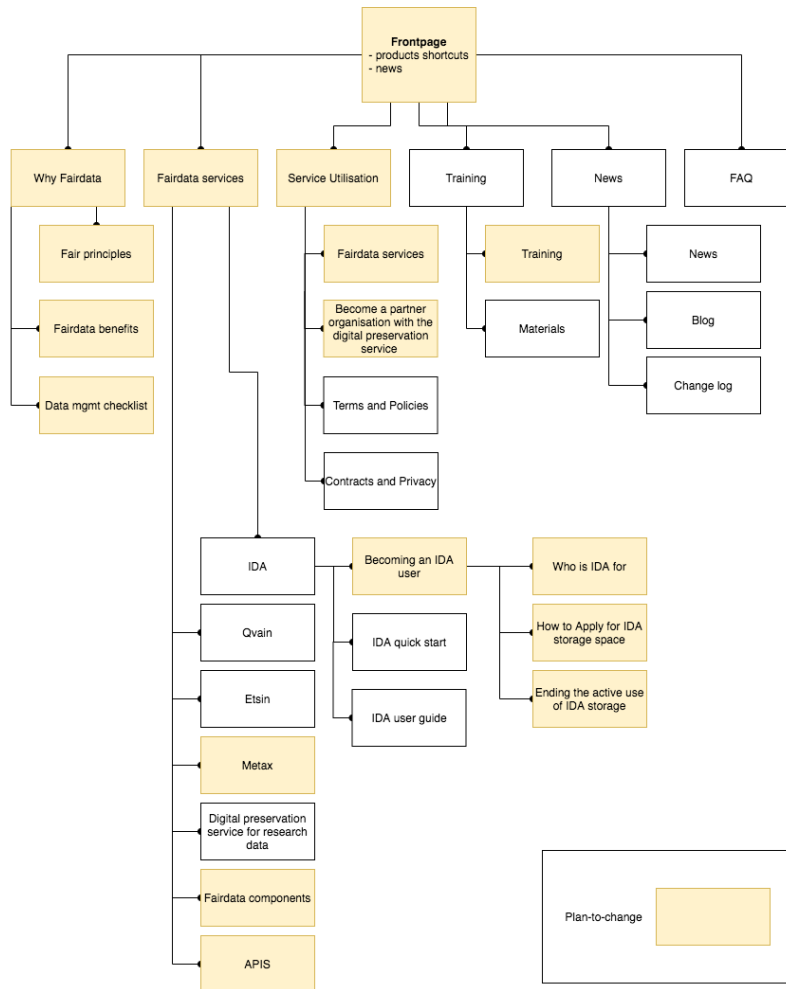 Frontpage
- products shortcuts
- news
Why Fairdata
Fairdata services
Service Utilisation
Training
News
FAQ
Fair principles
Fairdata services
Training
News
Fairdata benefits
Become a partner
organisation with the
digital preservation
service
Materials
Blog
Data mgmt checklist
Terms and Policies
Change log
Contracts and Privacy
IDA
Becoming an IDA
user
Who is IDA for
Qvain
IDA quick start
How to Apply for IDA
storage space
Etsin
IDA user guide
Ending the active use
of IDA storage
Metax
Digital preservation
service for research
data
Fairdata components
APIS
Plan-to-change